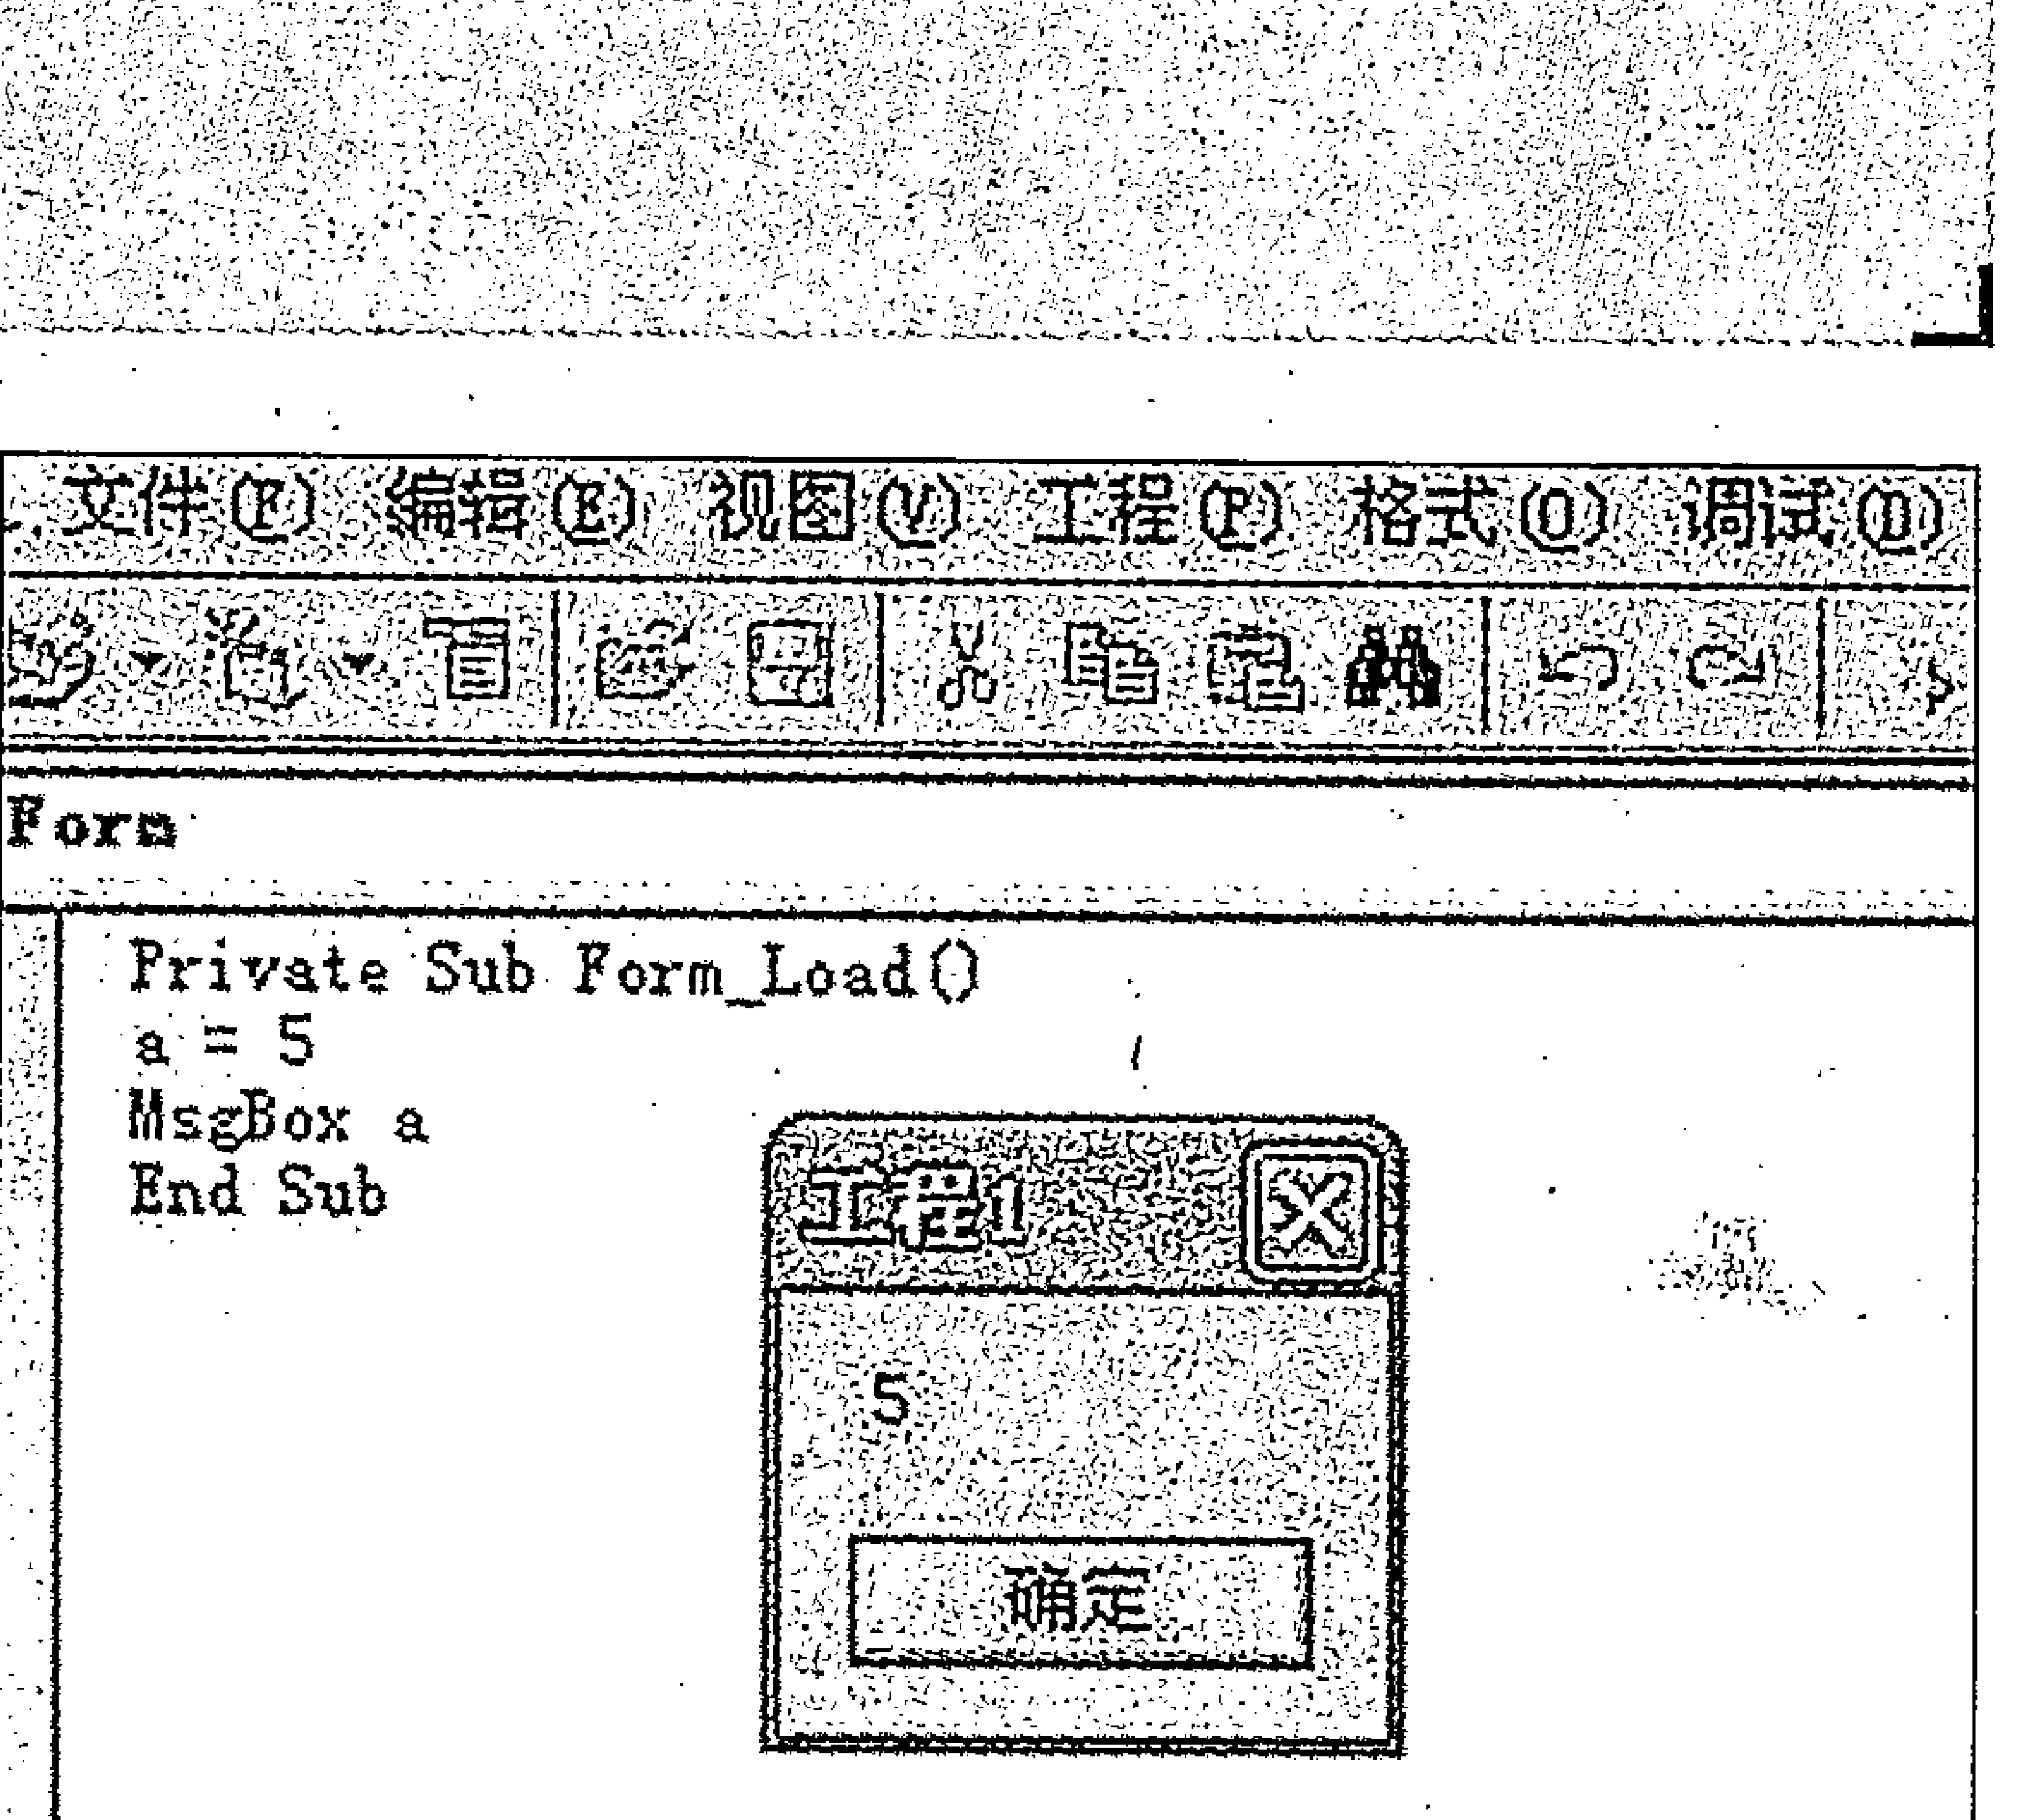 文件(F) 编辑(E) 视图(V) 工程(P) 格式(O) 调试(D)
Form
Private Sub Form_Load()
a = 5
MsgBox a
End Sub
工程1
5
确定